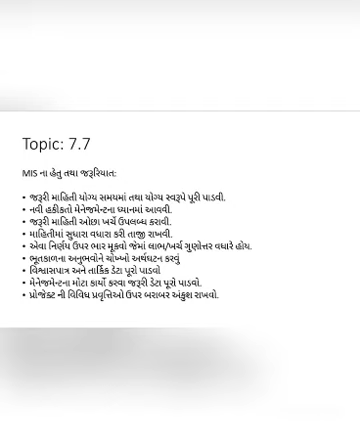 Topic: 7.7
MIS ના હેતુ તથા જરૂરિયાત:
• જરૂરી માહિતી યોગ્ય સમયમાં તથા યોગ્ય સ્વરૂપે પૂરી પાડવી.
• નવી હકીકતો મેનેજમેન્ટના ધ્યાનમાં આવવી.
• જરૂરી માહિતી ઓછા ખર્ચે ઉપલબ્ધ કરાવી.
• માહિતીમાં સુધારા વધારા કરી તાજી રાખવી.
• એવા નિર્ણય ઉપર ભાર મૂકવો જેમાં લાભ/ખર્ચ ગુણોત્તર વધારે હોય.
• ભૂતકાળના અનુભવોને ચોખ્ખો અર્થઘટન કરવું
• વિશ્વાસપાત્ર અને તાર્કિક ડેટા પૂરો પાડવો
• મેનેજમેન્ટના મોટા કાર્યો કરવા જરૂરી ડેટા પૂરો પાડવો.
• પ્રોજેક્ટ ની વિવિધ પ્રવૃત્તિઓ ઉપર બરાબર અંકુશ રાખવો.